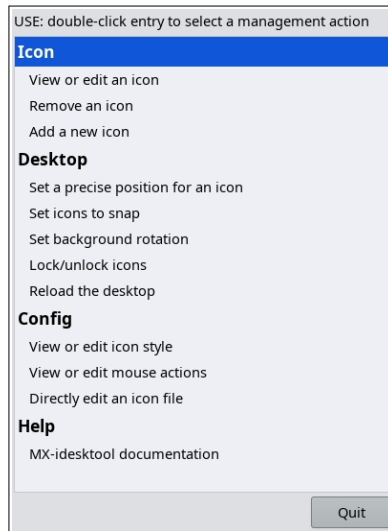 USE: double-click entry to select a management action
Icon
View or edit an icon
Remove an icon
Add a new icon
Desktop
Set a precise position for an icon
Set icons to snap
Set background rotation
Lock/unlock icons
Reload the desktop
Config
View or edit icon style
View or edit mouse actions
Directly edit an icon file
Help
MX-idesktool documentation
Quit